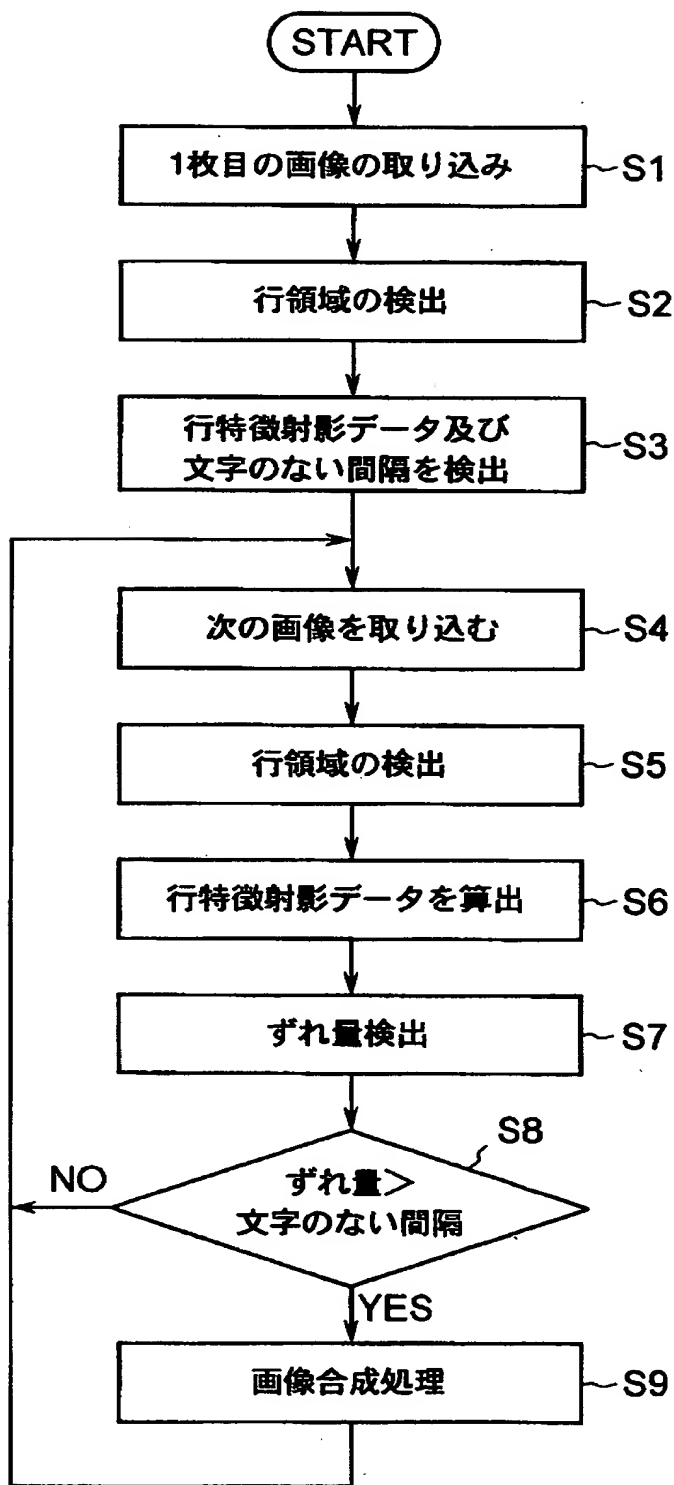 START
1枚目の画像の取り込み
S1
行領域の検出
S2
行特徴射影データ及び
文字のない間隔を検出
S3
次の画像を取り込む
S4
行領域の検出
S5
行特徴射影データを算出
S6
ずれ量検出
S7
S8
NO
ずれ量>
文字のない間隔
YES
画像合成処理
S9